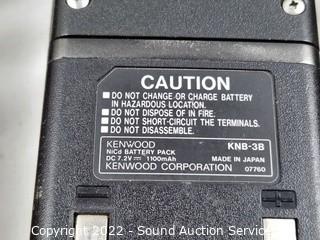 CAUTION
■ DO NOT CHANGE OR CHARGE BATTERY
IN HAZARDOUS LOCATION.
■ DO NOT DISPOSE OF IN FIRE.
■ DO NOT SHORT-CIRCUIT THE TERMINALS.
■ DO NOT DISASSEMBLE.
KENWOOD KNB-3B
NiCd BATTERY PACK
DC 7.2V 1100mAh MADE IN JAPAN
KENWOOD CORPORATION 07760
Copyright 2022 - Sound Auction Service -